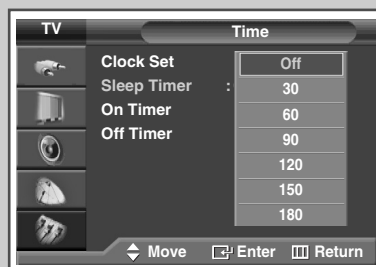 TV
Time
Clock Set
Off
Sleep Timer :
30
On Timer
60
Off Timer
90
120
150
180
Move Enter Return